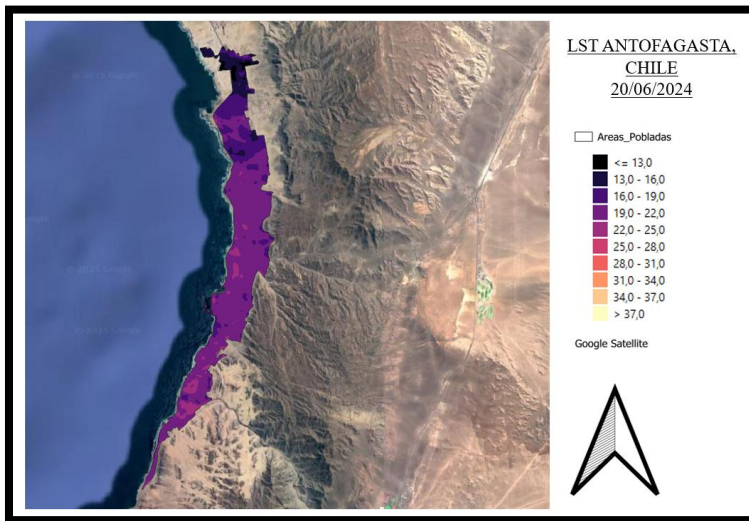 LST ANTOFAGASTA,
CHILE
20/06/2024
Areas_Pobladas
<= 13,0
13,0 - 16,0
16,0 - 19,0
19,0 - 22,0
22,0 - 25,0
25,0 - 28,0
28,0 - 31,0
31,0 - 34,0
34,0 - 37,0
> 37,0
Google Satellite